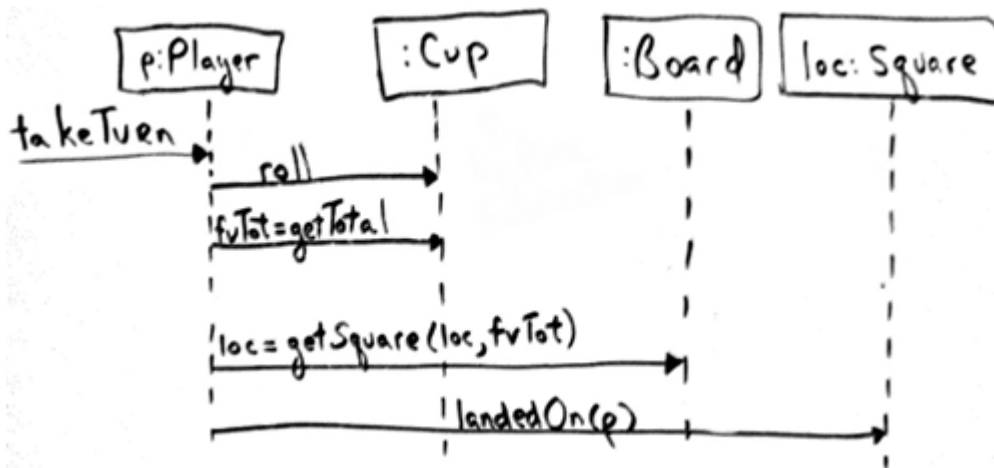 p:Player
:Cup
:Board
loc: Square
takeTurn
roll
fvTot=getTotal
loc = getSquare(loc,fvTot)
landedOn(p)